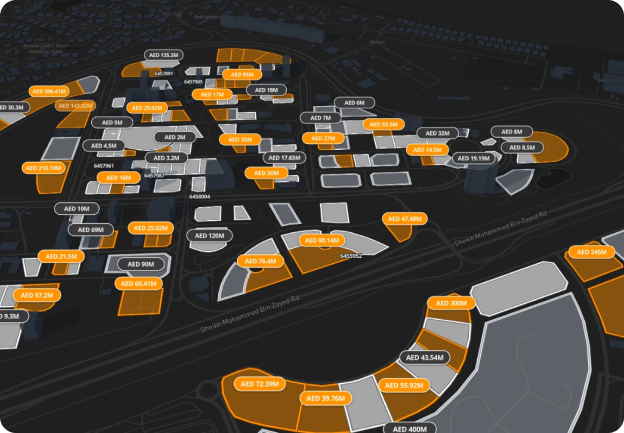 AED 135.3M
6457891
6457905
AED 55M
AED 396.41M
AED 17M
AED 18M
AED 30.3M
AED 143.02M
AED 25.02M
AED 6M
AED 5M
AED 7M
AED 55.5M
AED 2M
AED 32M
AED 8M
AED 4.5M
AED 27M
AED 14.5M
AED 8.5M
AED 3.2M
AED 17.65M
AED 19.19M
AED 210.19M
6457961
AED 16M
AED 50M
6458004
AED 10M
AED 47.48M
AED 69M
AED 25.02M
AED 120M
AED 90.14M
Sheikh Mohammed Bin Zayed Rd
AED 21.5M
AED 90M
AED 76.4M
6455952
AED 245M
AED 60.41M
AED 97.2M
AED 300M
D 9.3M
Sheikh Mohammed Bin Zayed Rd
AED 43.54M
AED 72.39M
AED 39.76M
AED 55.92M
AED 400M